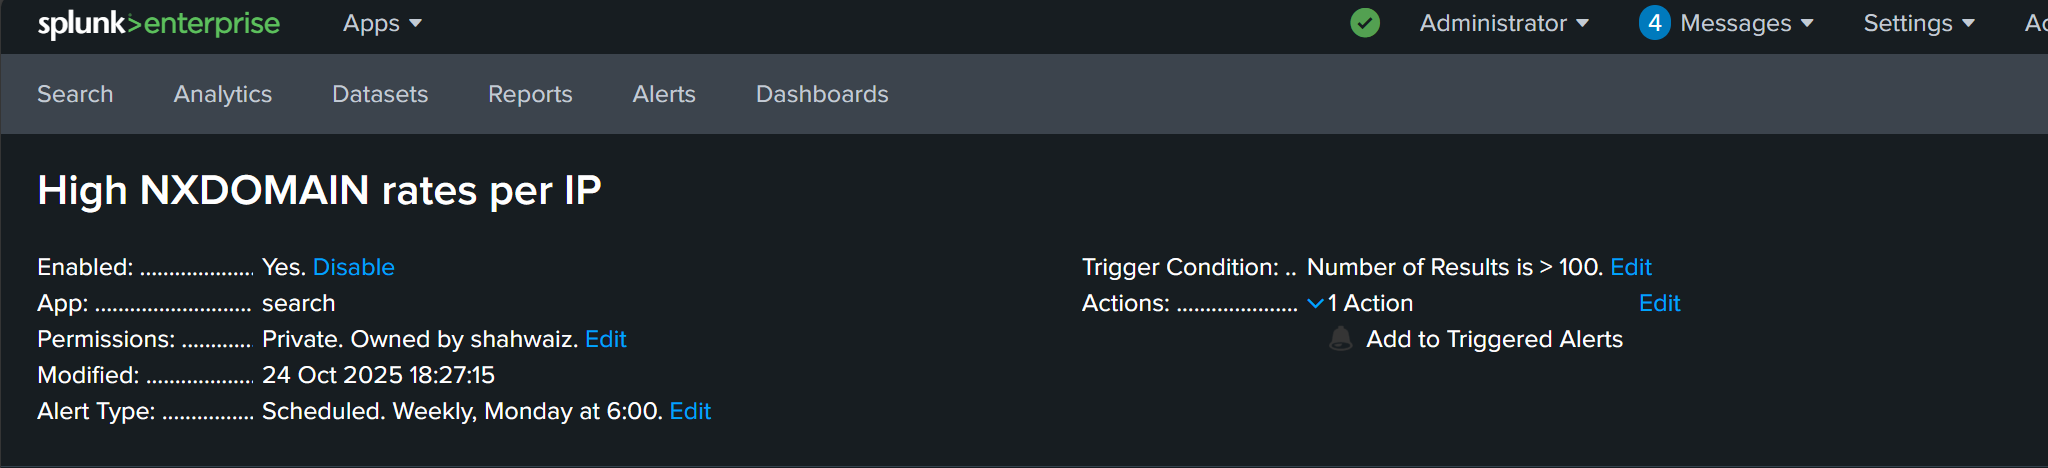 splunk>enterprise Apps Administrator 4 Messages Settings Ac
Search Analytics Datasets Reports Alerts Dashboards
High NXDOMAIN rates per IP
Enabled: .................... Yes. Disable
App: ........................... search
Permissions: ............ Private. Owned by shahwaiz. Edit
Modified: ................... 24 Oct 2025 18:27:15
Alert Type: ................ Scheduled. Weekly, Monday at 6:00. Edit
Trigger Condition: .. Number of Results is > 100. Edit
Actions: ..................... 1 Action Edit
Add to Triggered Alerts